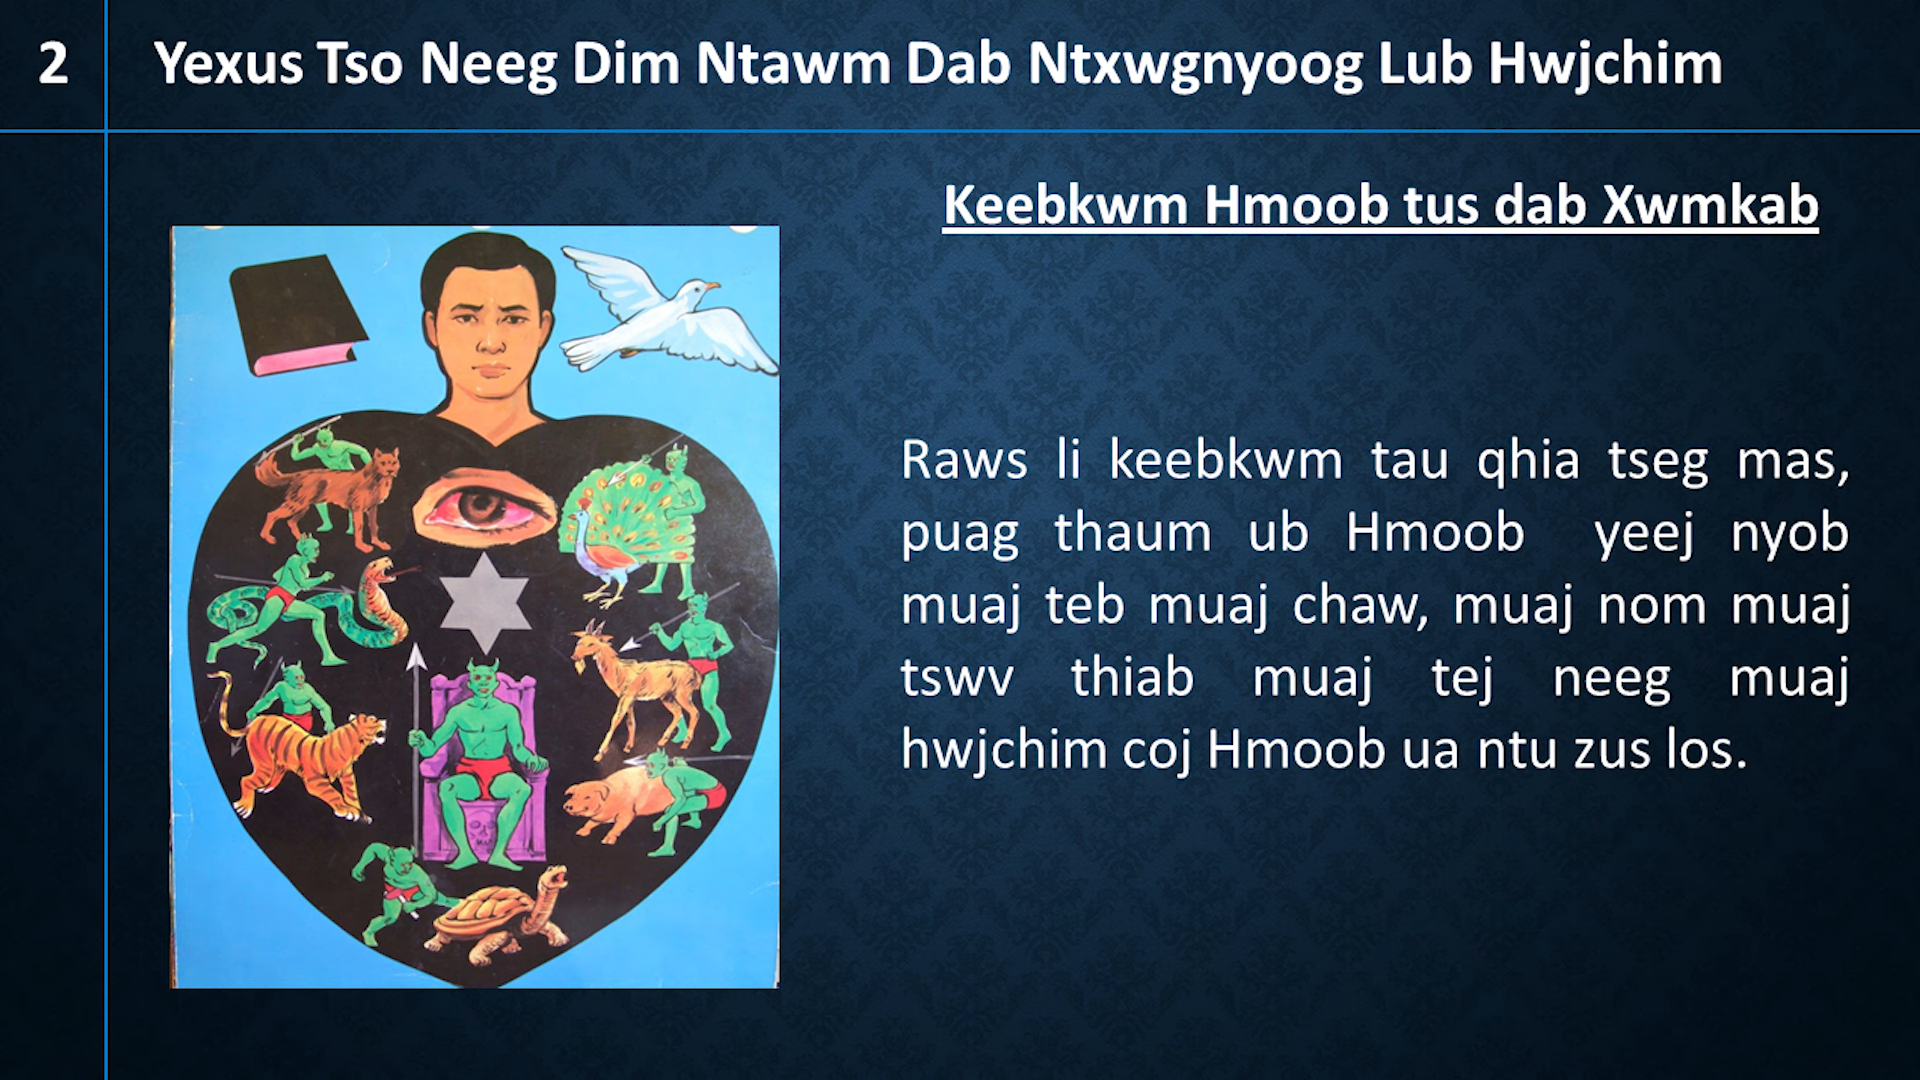 2
Yexus Tso Neeg Dim Ntawm Dab Ntxwgnyoog Lub Hwjchim
Keebkwm Hmoob tus dab Xwmkab
Raws li keebkwm tau qhia tseg mas,
puag thaum ub Hmoob yeej nyob
muaj teb muaj chaw, muaj nom muaj
tswv thiab muaj tej neeg muaj
hwjchim coj Hmoob ua ntu zus los.